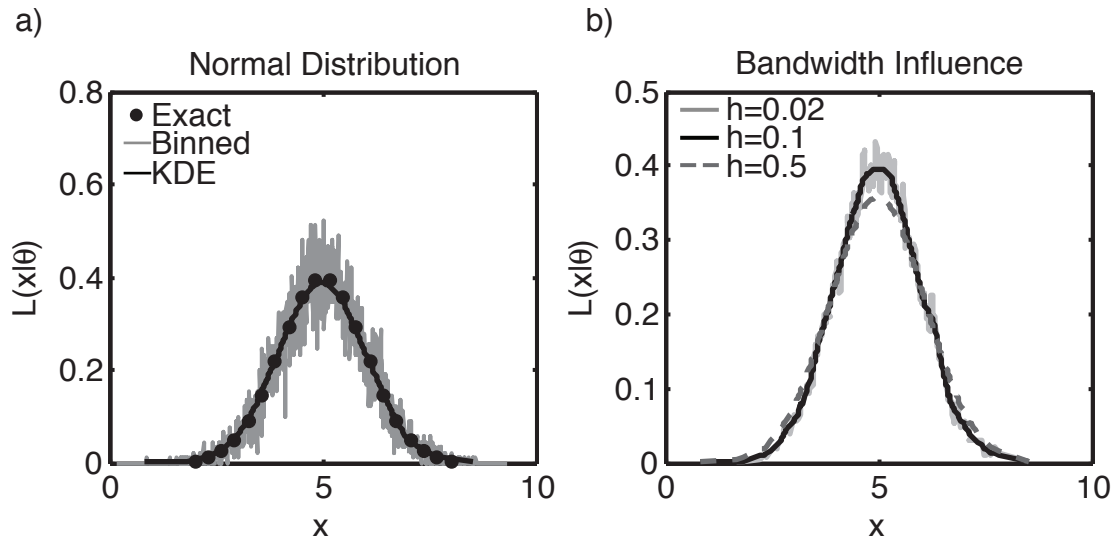 a)
Normal Distribution
L(x|θ)
0.8
0.6
0.4
0.2
0
Exact
Binned
KDE
0
5
10
x
b)
Bandwidth Influence
L(x|θ)
0.5
0.4
0.3
0.2
0.1
0
h=0.02
h=0.1
h=0.5
0
5
10
x